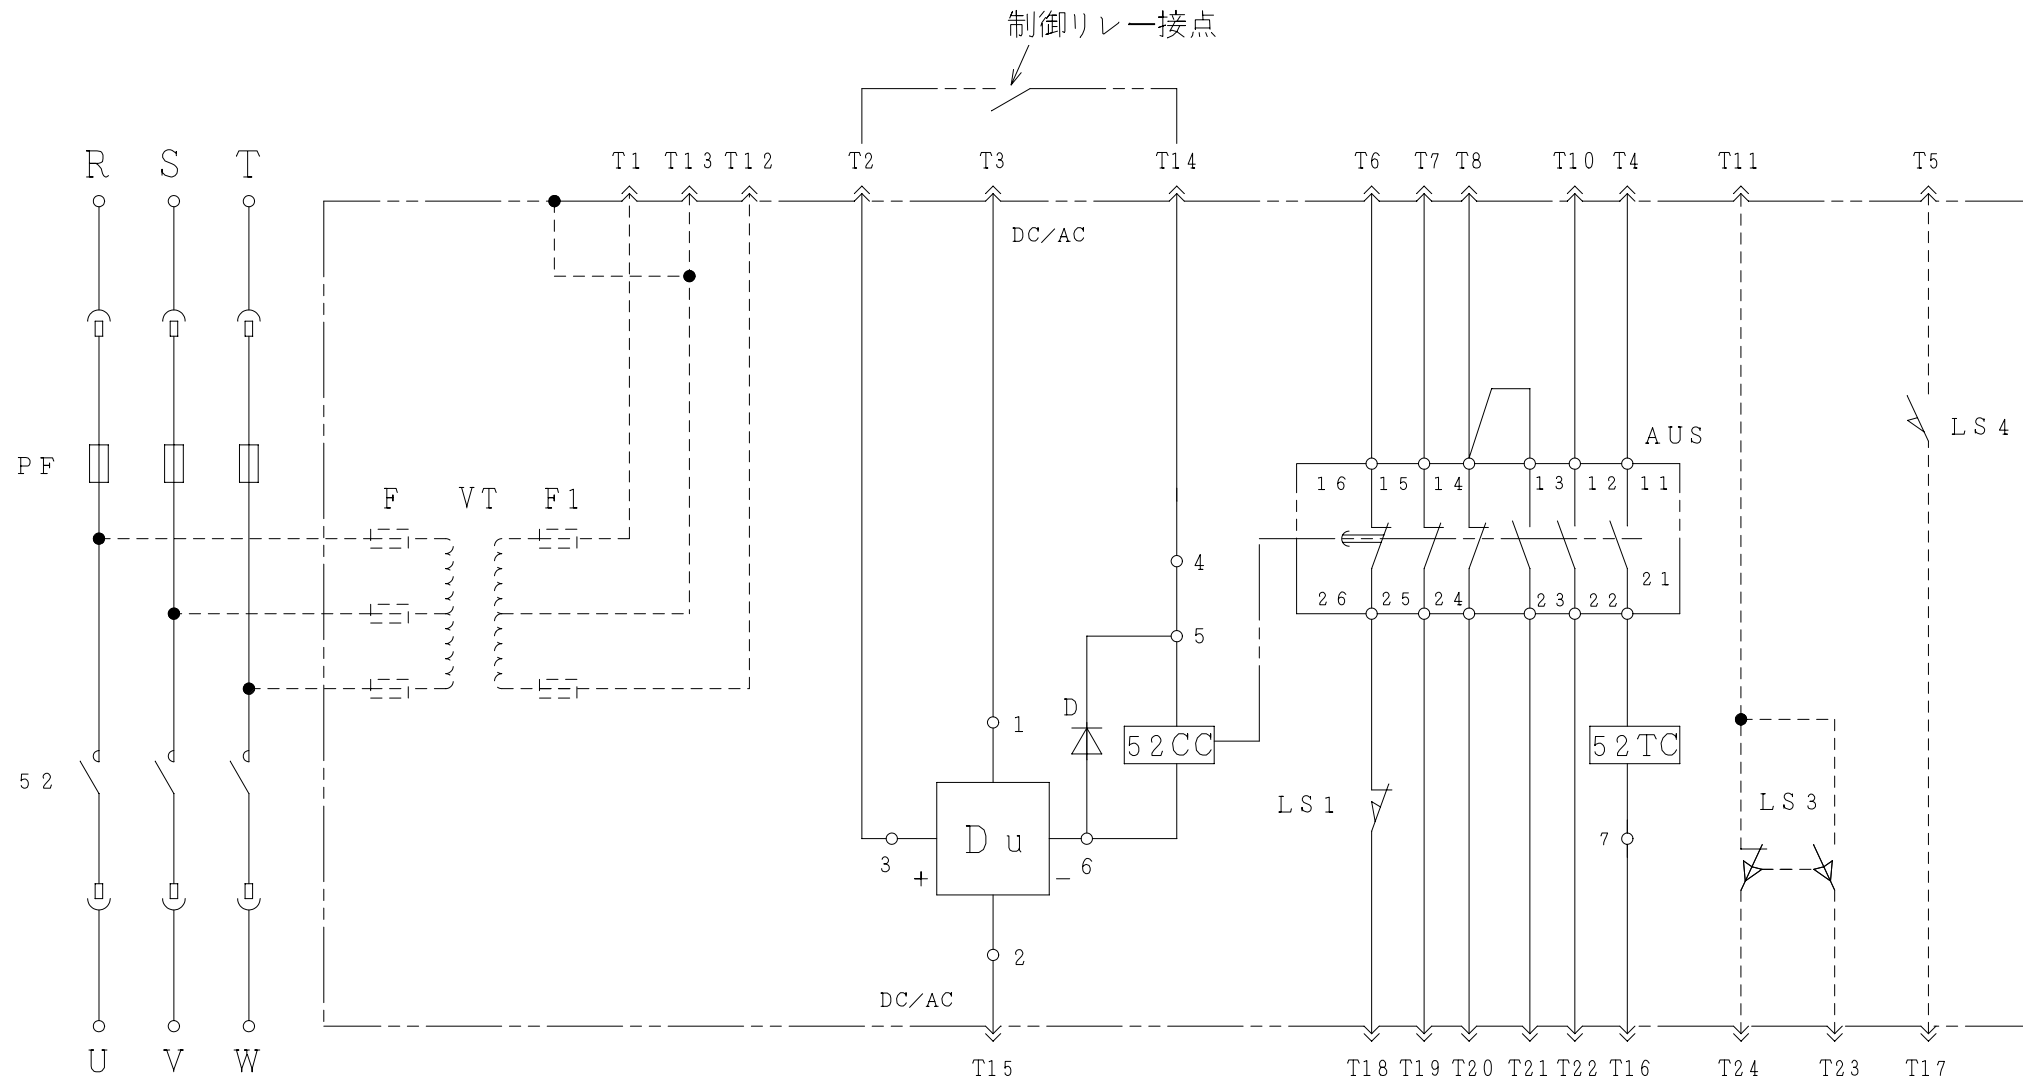 制御リレー接点
R S T T1 T13 T12 T2 T3 T14 T6 T7 T8 T10 T4 T11 T5
DC/AC
AUS LS4
PF
16 15 14 13 12 11
F VT F1
4
21
26 25 24 23 22
5
D
1
52CC 52TC
52
LS1 LS3
Du
7
3 6
+ −
2
DC/AC
U V W T15 T18 T19 T20 T21 T22 T16 T24 T23 T17